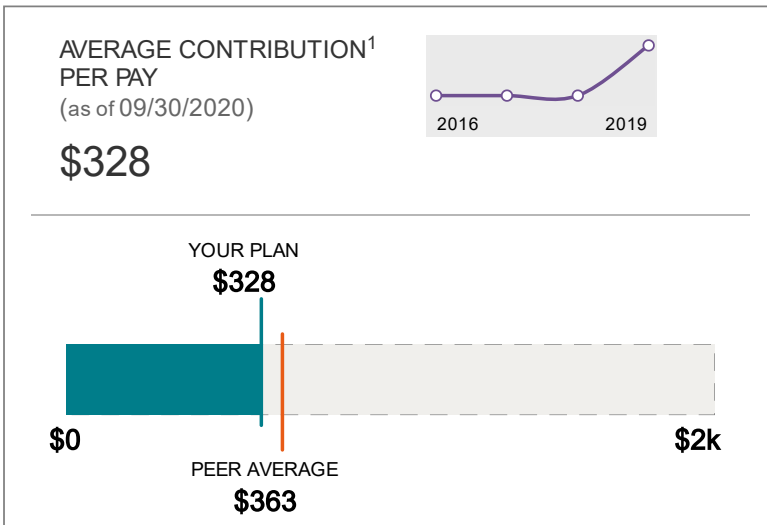 AVERAGE CONTRIBUTION¹
PER PAY
(as of 09/30/2020)
$328
2016 2019
YOUR PLAN
$328
$0 $2k
PEER AVERAGE
$363